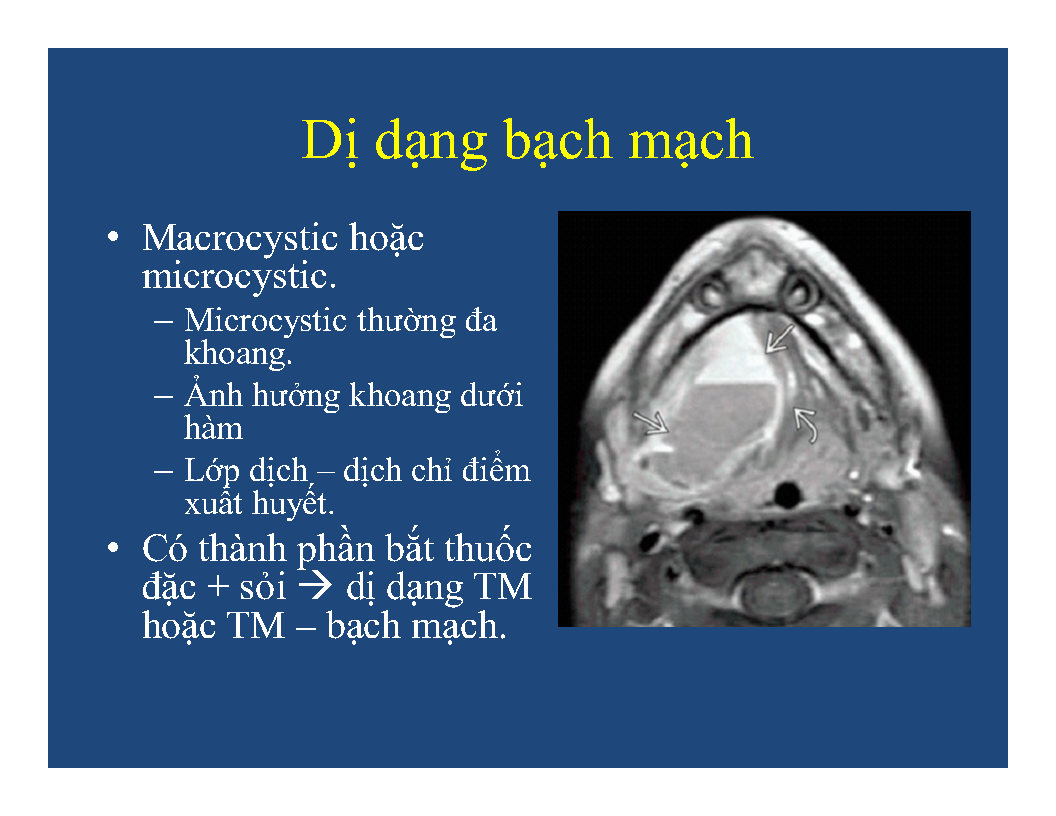 Dị dạng bạch mạch
• Macrocystic hoặc
microcystic.
– Microcystic thường đa
khoang.
– Ảnh hưởng khoang dưới
hàm
– Lớp dịch – dịch chỉ điểm
xuất huyết.
• Có thành phần bắt thuốc
đặc + sỏi → dị dạng TM
hoặc TM – bạch mạch.